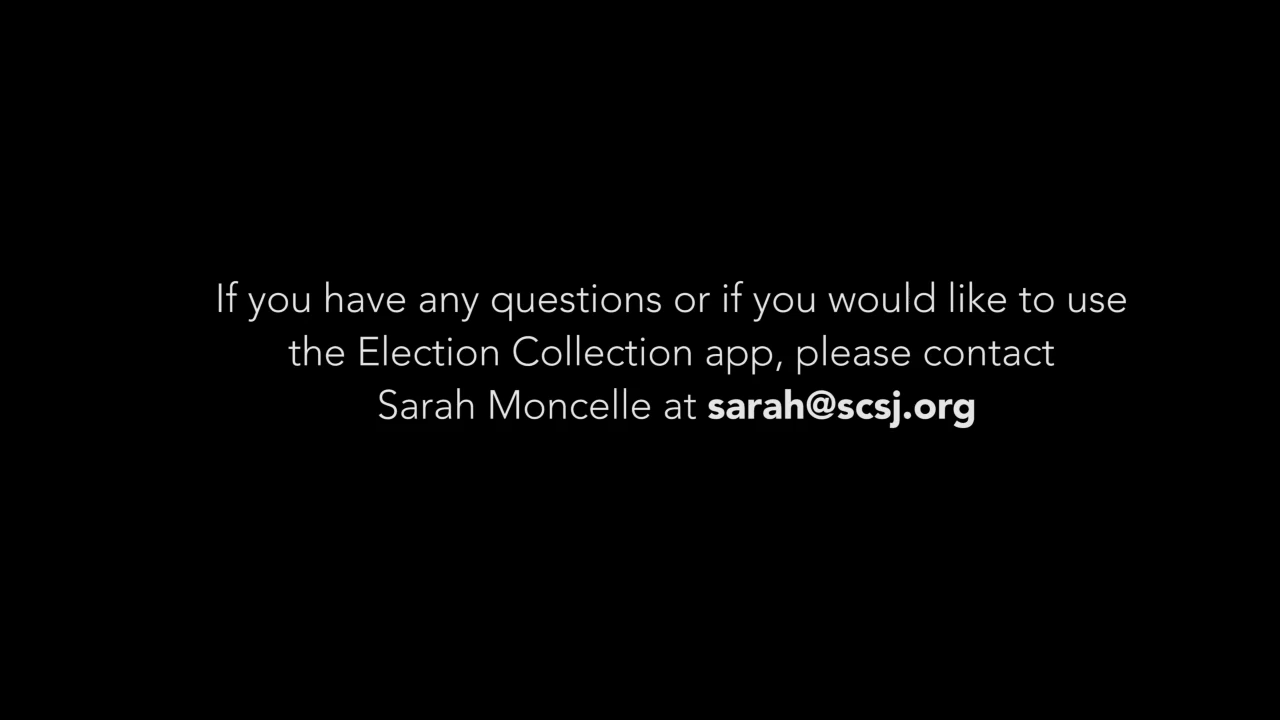 If you have any questions or if you would like to use
the Election Collection app, please contact
Sarah Moncelle at sarah@scsj.org